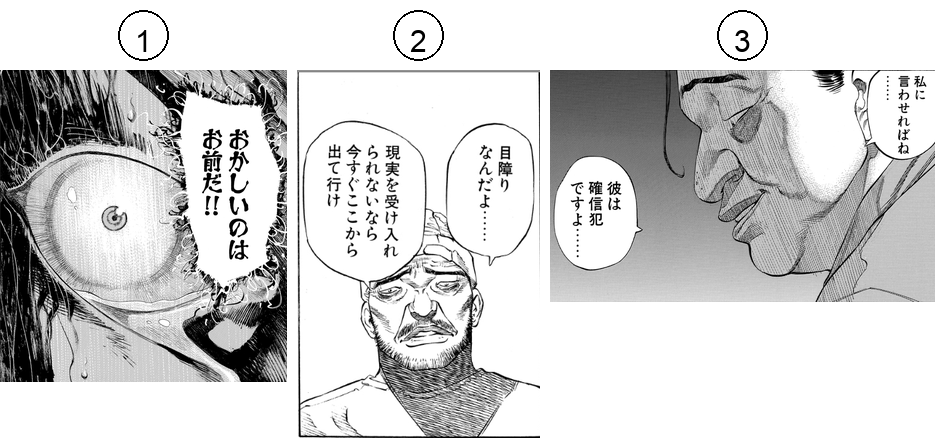 1
2
3
おかしいのは
お前だ!!
目障り
なんだよ……
現実を受け入れ
られないなら
今すぐここから
出て行け
私に
言わせればね
……
彼は
確信犯
ですよ……